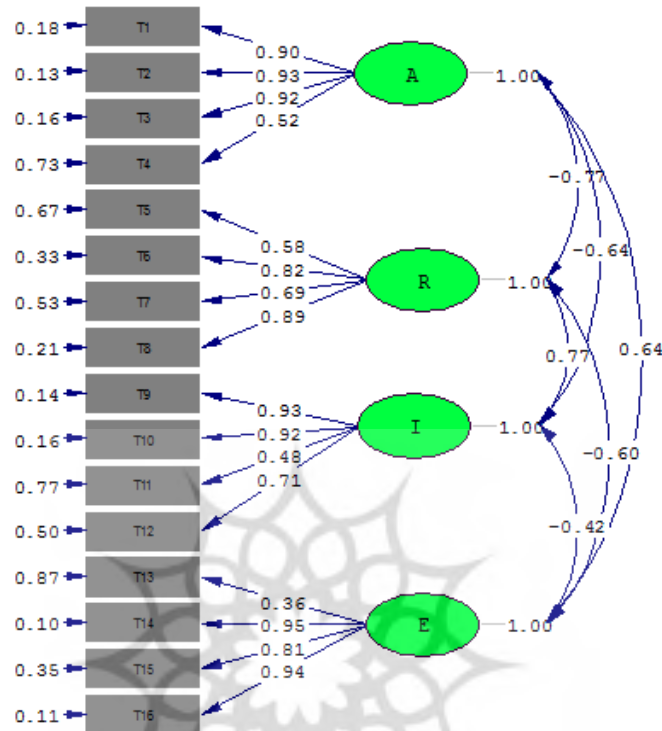 0.18 T1
0.90
0.13 T2 0.93 A 1.00
0.16 T3 0.92
0.52
0.73 T4
-0.77
0.67 T5
0.58
0.33 T6 0.82 -0.64
0.69 R 1.00
0.53 T7
0.89
0.21 T8
0.77 0.64
0.14 T9
0.93
0.16 T10 0.92 I 1.00
0.48 -0.60
0.77 T11 0.71
0.50 T12 -0.42
0.87 T13
0.36
0.10 T14 0.95 E 1.00
0.35 T15 0.81
0.94
0.11 T16